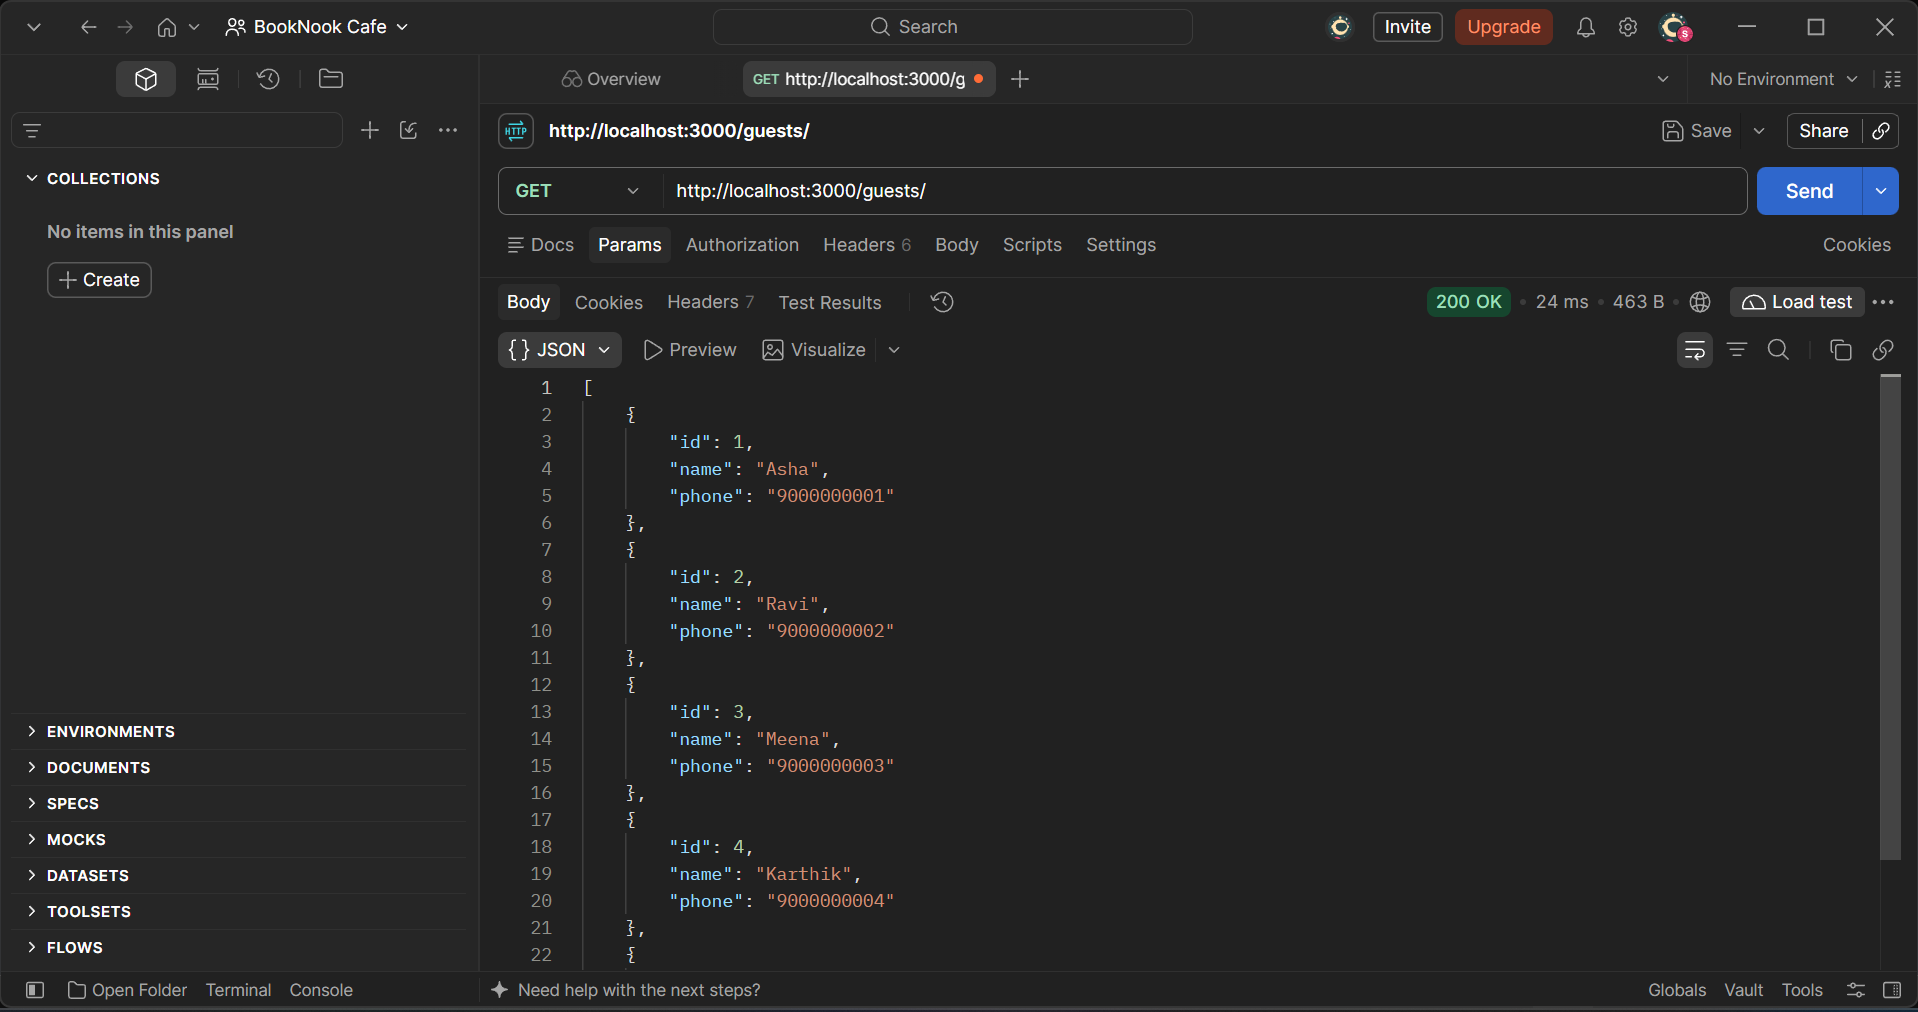 BookNook Cafe
Search
Invite
Upgrade
S
Overview
GET http://localhost:3000/g
No Environment
HTTP http://localhost:3000/guests/
Save
Share
COLLECTIONS
GET http://localhost:3000/guests/
Send
No items in this panel
Create
Docs Params Authorization Headers 6 Body Scripts Settings
Cookies
Body Cookies Headers 7 Test Results
200 OK • 24 ms • 463 B •
Load test
{} JSON Preview Visualize
1 [
2 {
3 "id": 1,
4 "name": "Asha",
5 "phone": "9000000001"
6 },
7 {
8 "id": 2,
9 "name": "Ravi",
10 "phone": "9000000002"
11 },
12 {
13 "id": 3,
14 "name": "Meena",
15 "phone": "9000000003"
16 },
17 {
18 "id": 4,
19 "name": "Karthik",
20 "phone": "9000000004"
21 },
22 {
ENVIRONMENTS
DOCUMENTS
SPECS
MOCKS
DATASETS
TOOLSETS
FLOWS
Open Folder Terminal Console
Need help with the next steps?
Globals Vault Tools